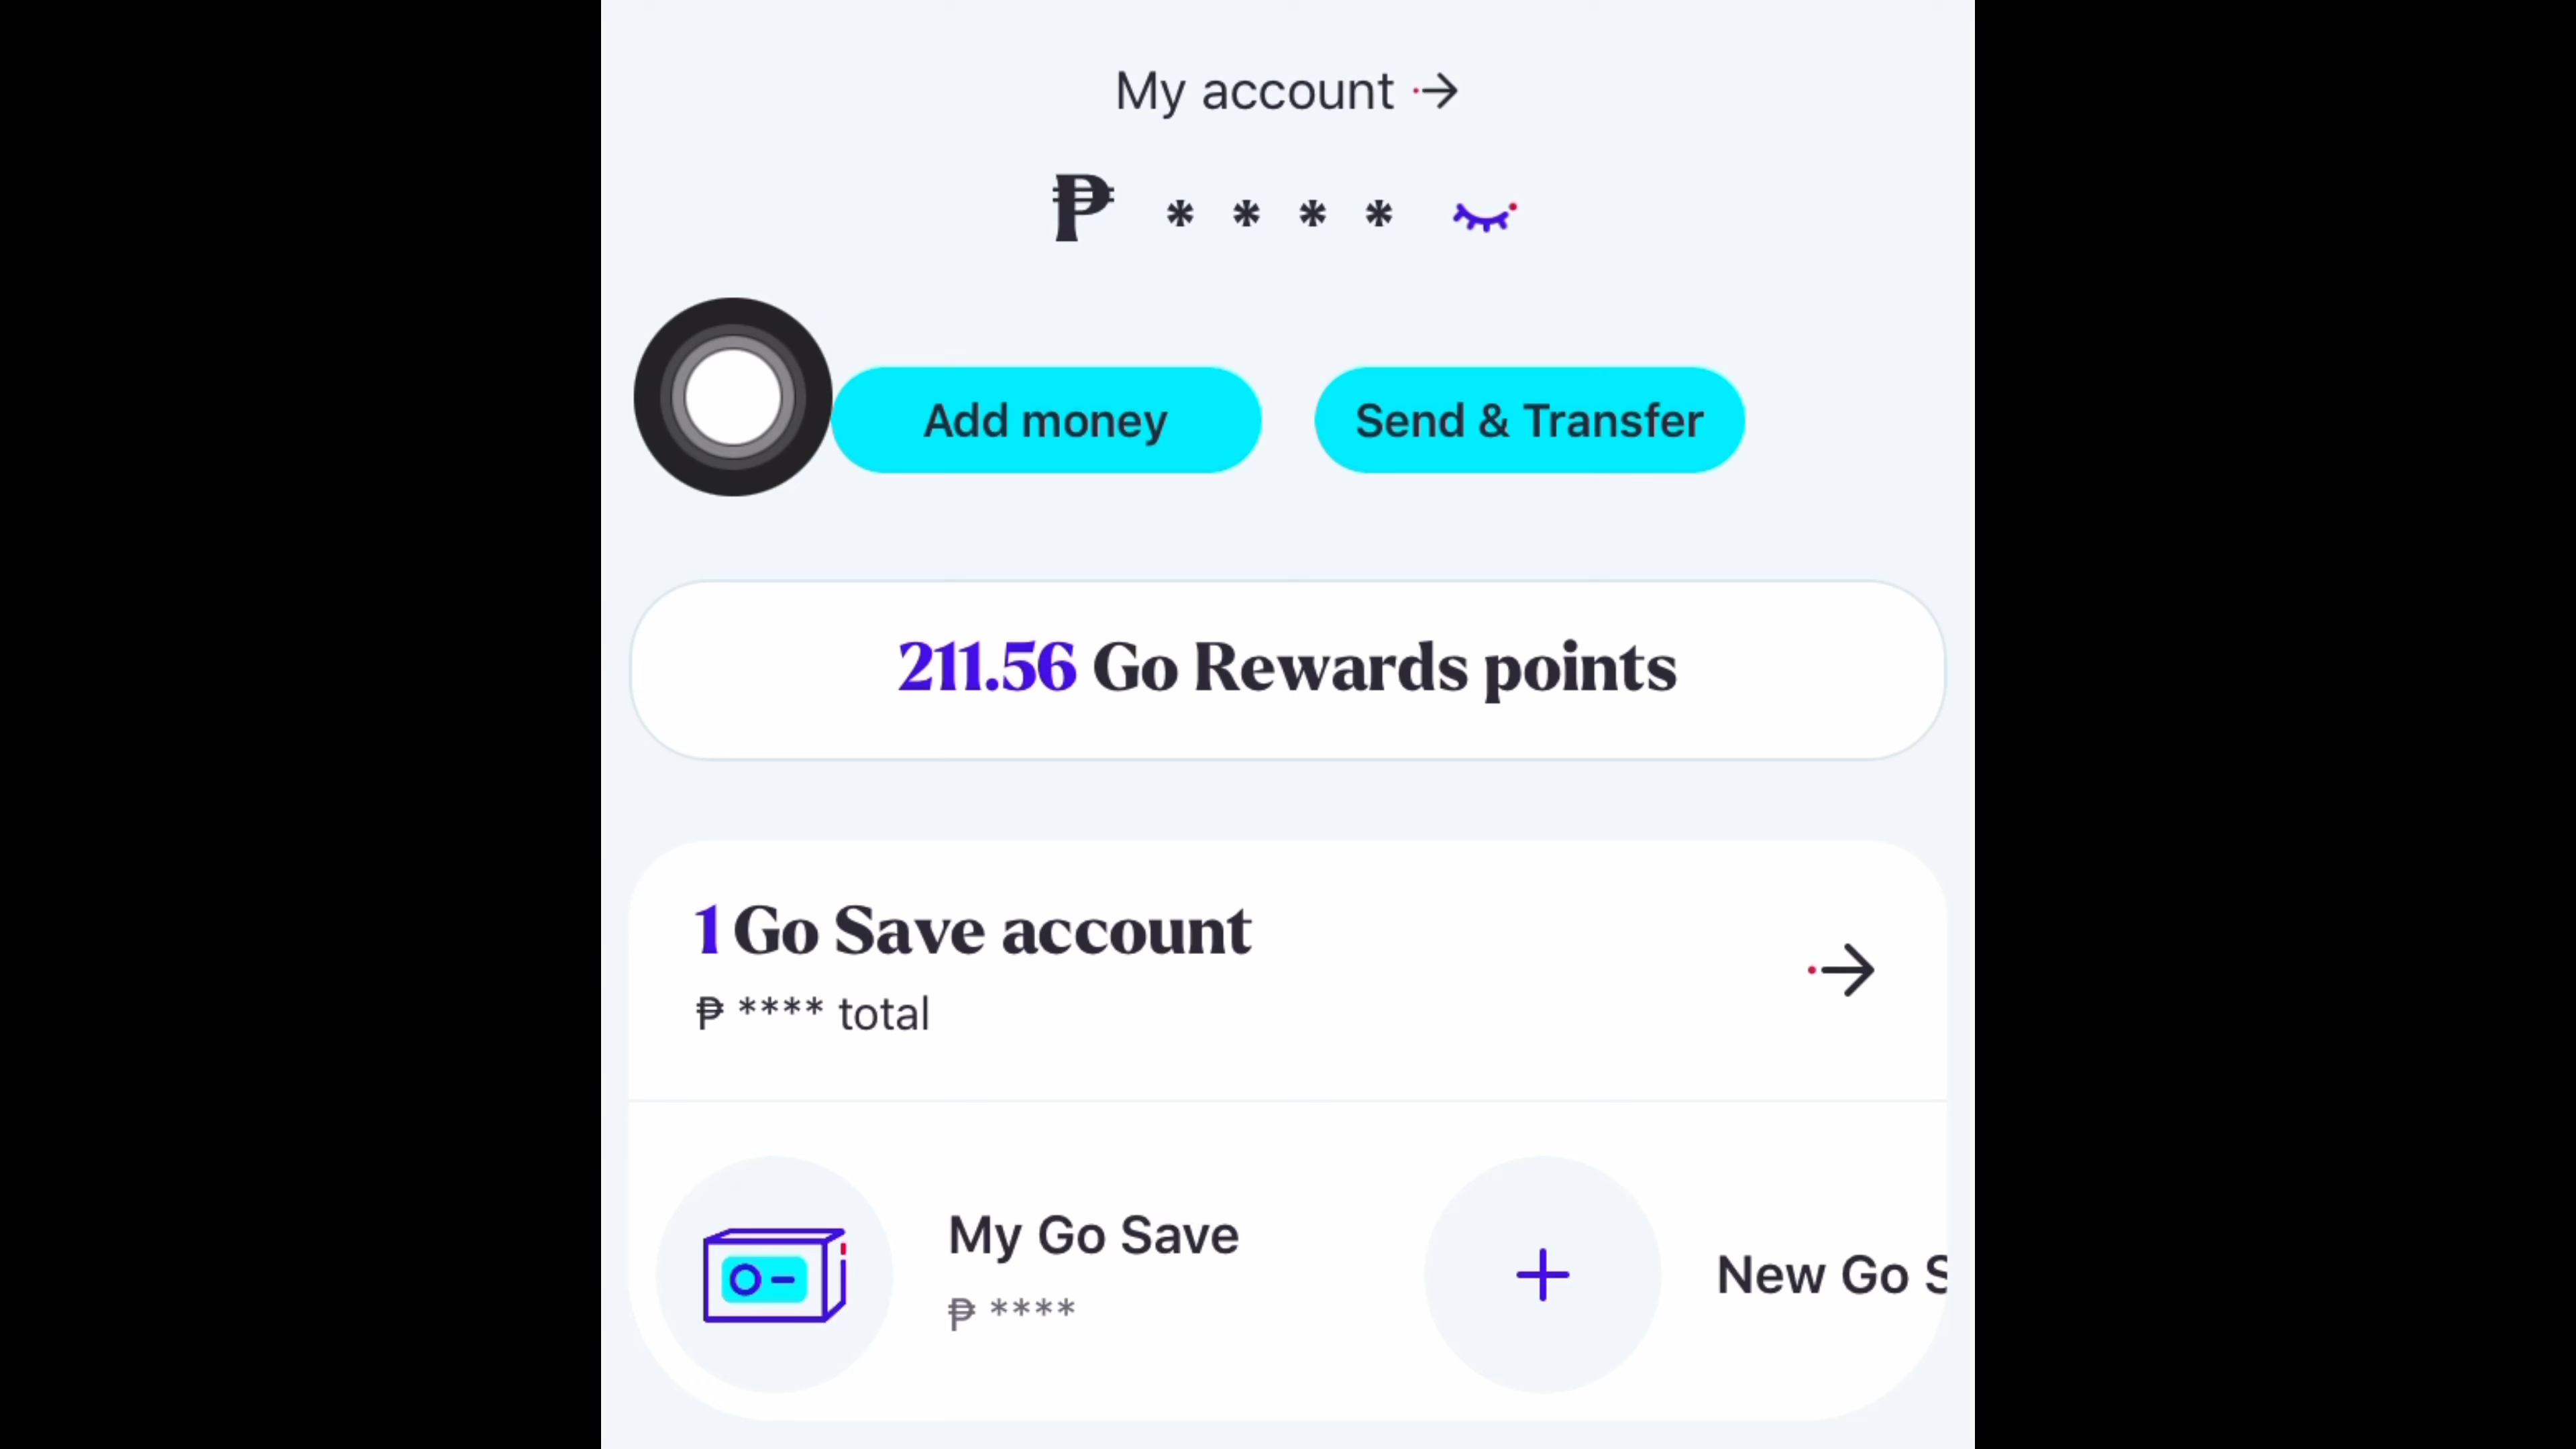 My account
₱ * * * *
Add money
Send & Transfer
211.56 Go Rewards points
1 Go Save account
₱ **** total
My Go Save
₱ ****
New Go S